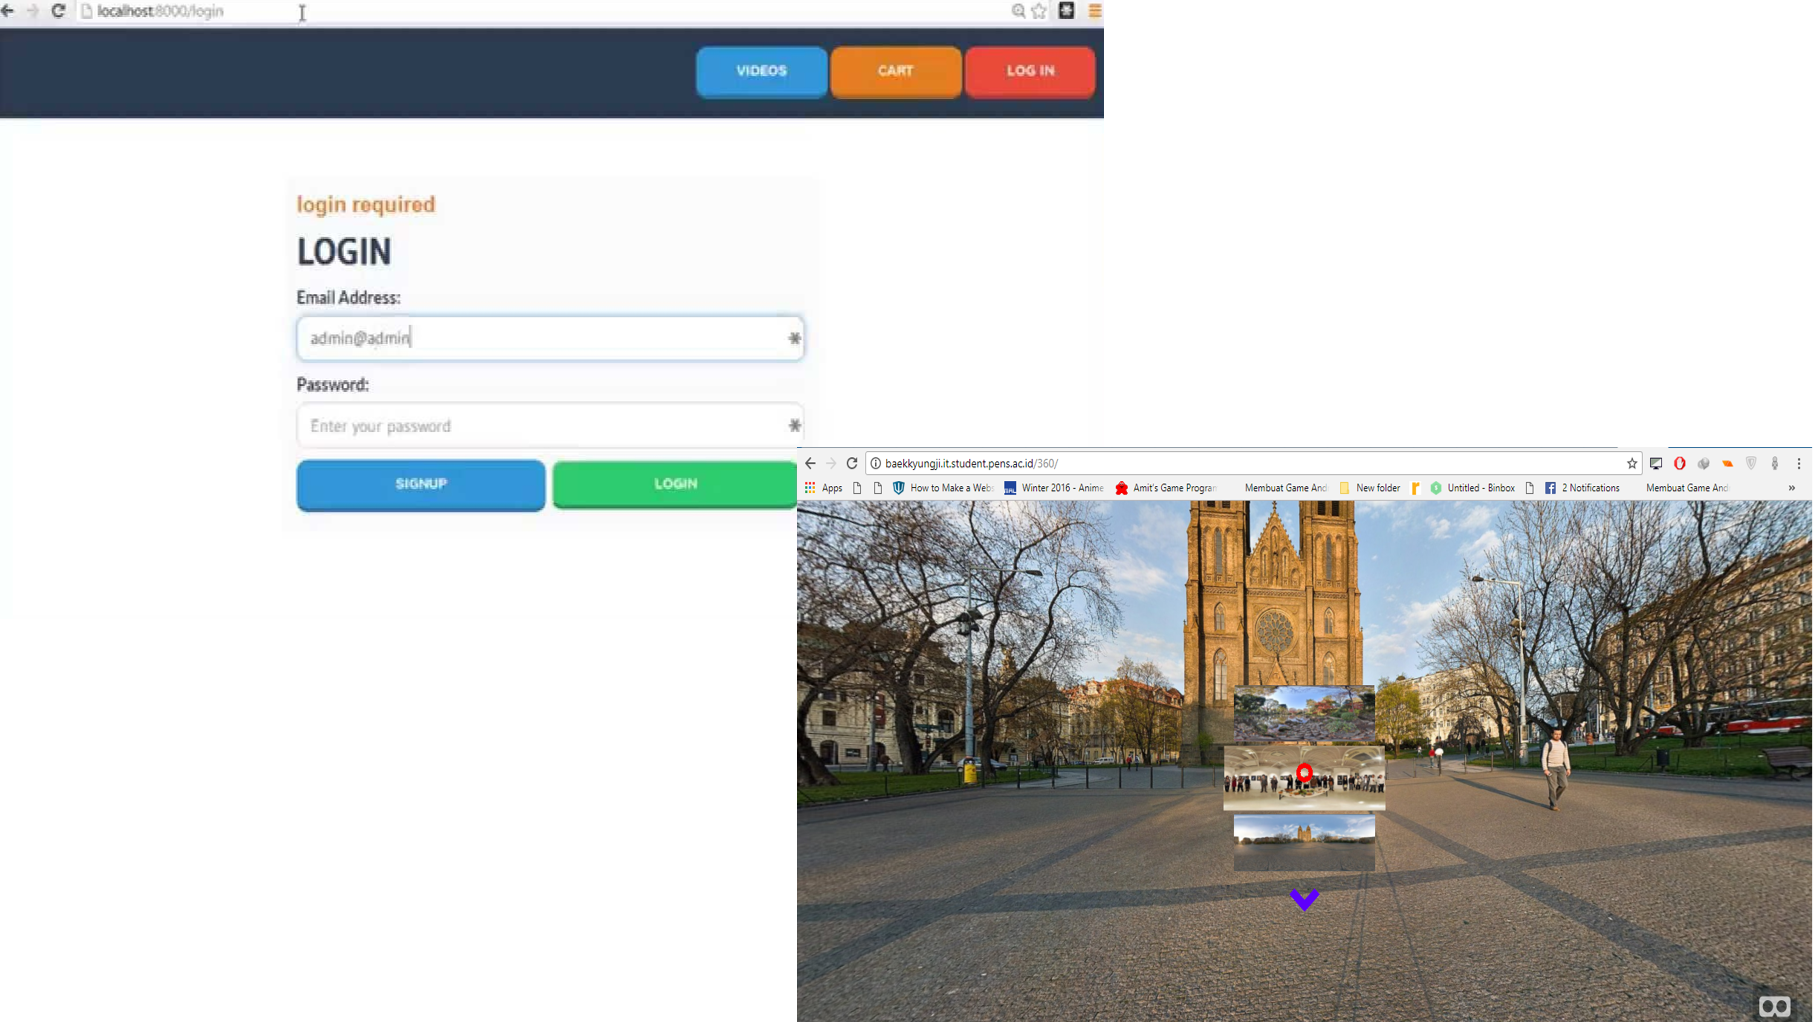 localhost:8000/login
VIDEOS
CART
LOG IN
login required
LOGIN
Email Address:
admin@admin
Password:
Enter your password
SIGNUP
LOGIN
baekkyungji.it.student.pens.ac.id/360/
Apps
How to Make a Webs
Winter 2016 - Anime
Amit's Game Program
Membuat Game And
New folder
Untitled - Binbox
2 Notifications
Membuat Game And
»